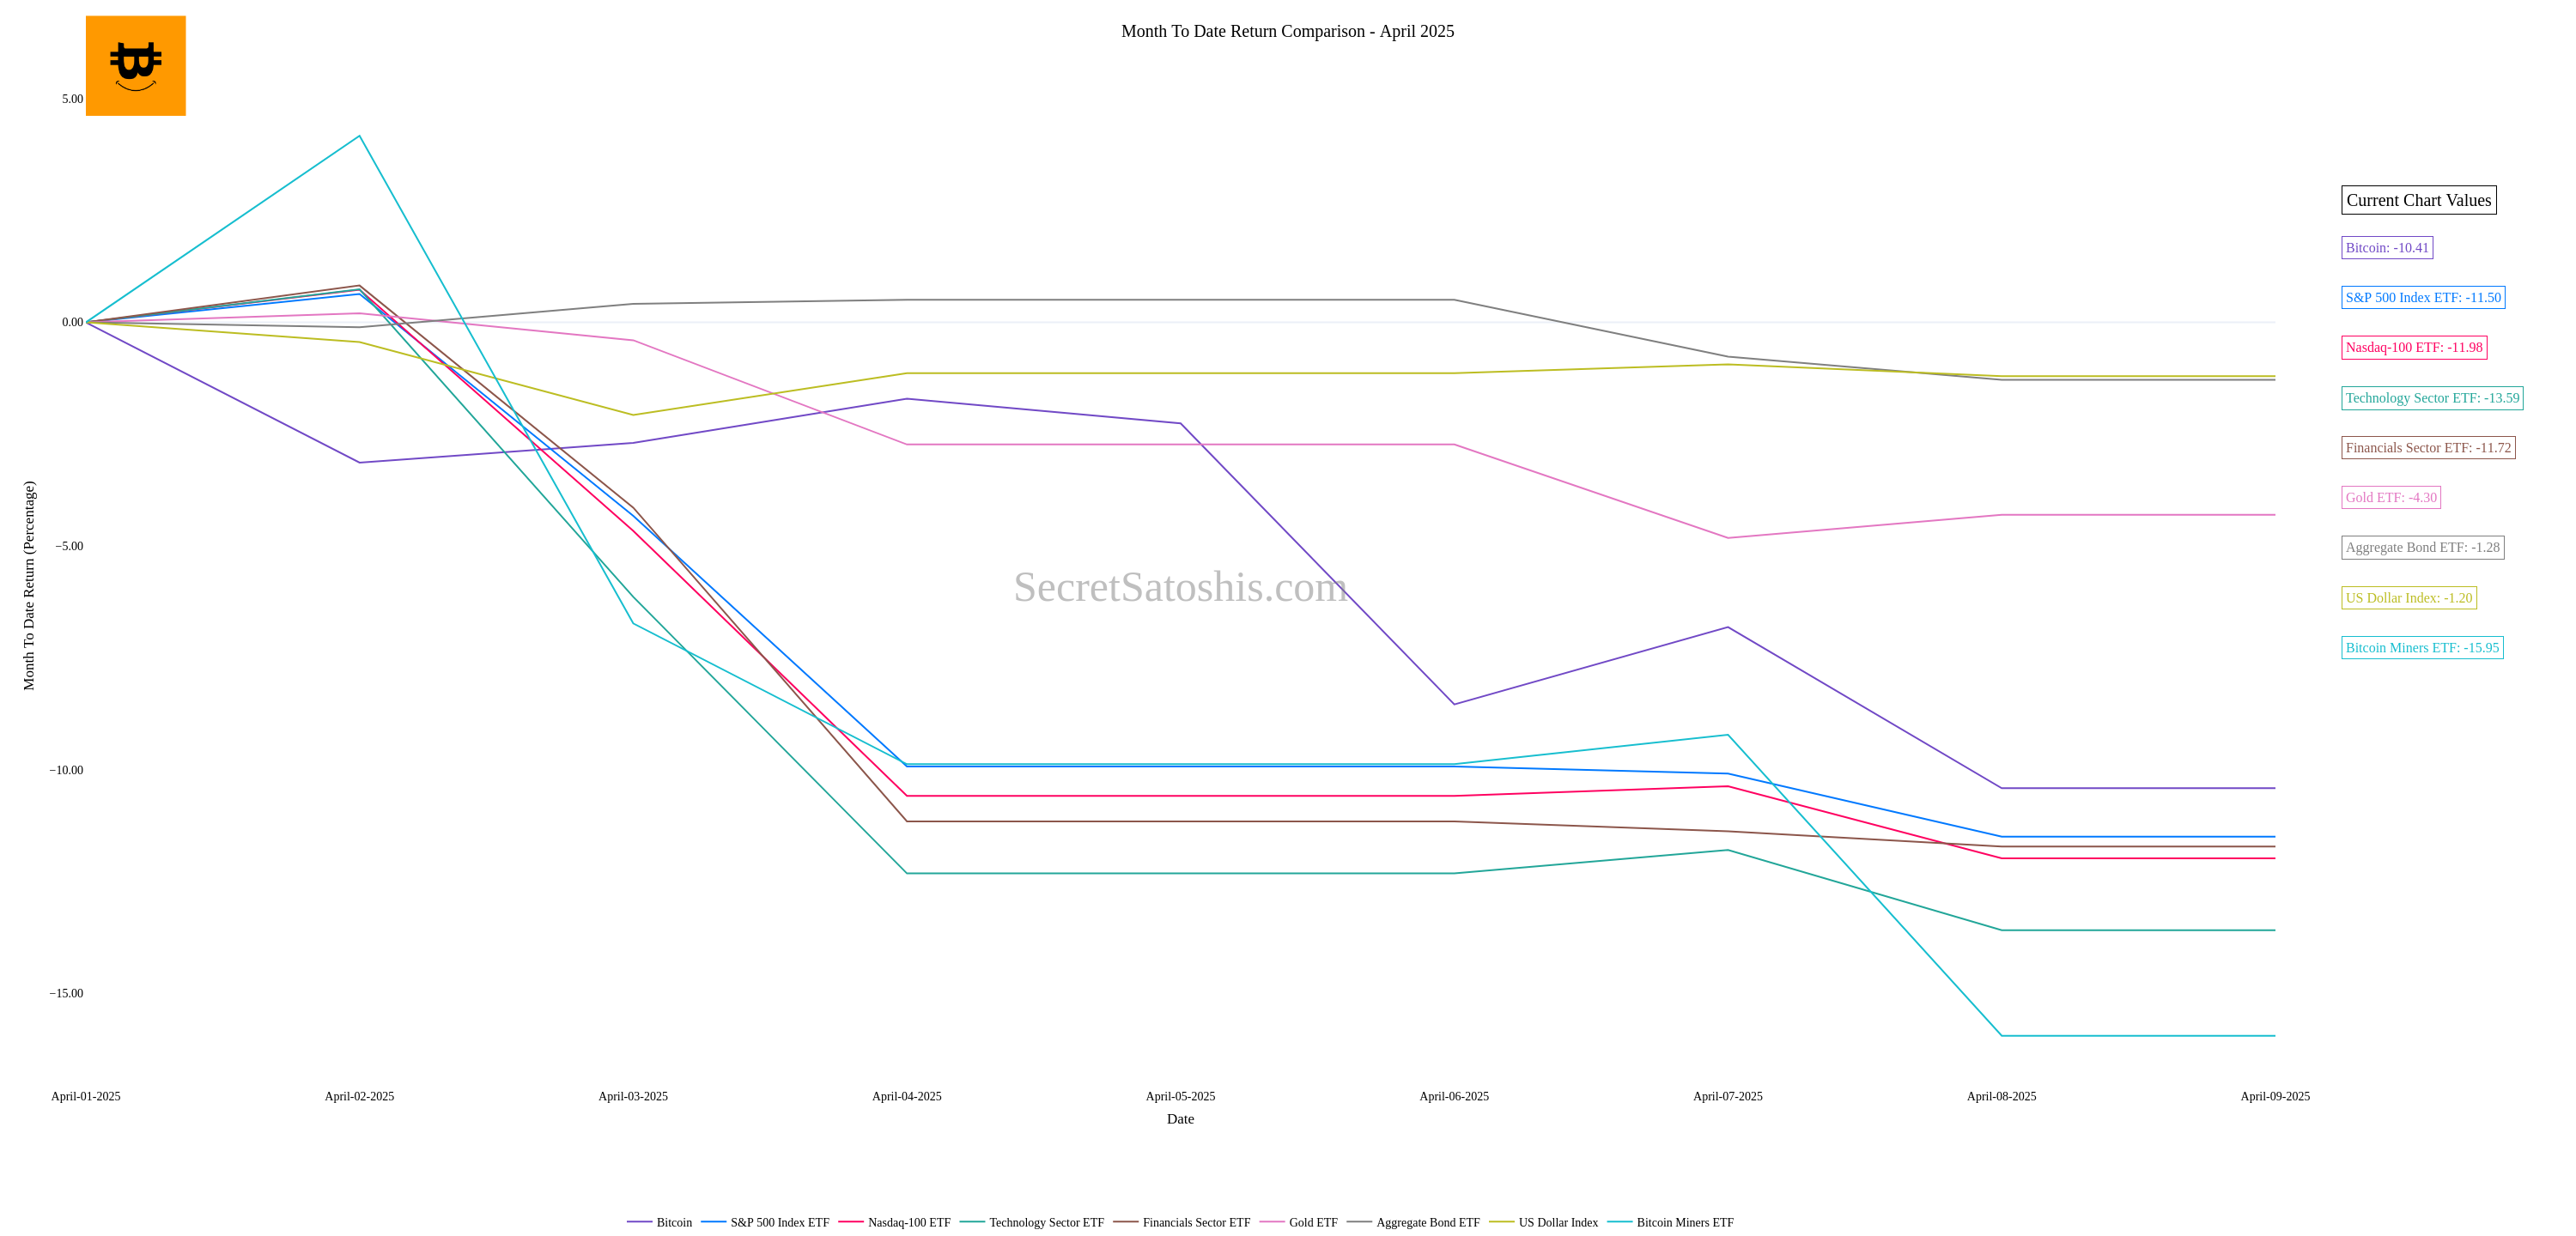 Month To Date Return Comparison - April 2025
5.00
0.00
−5.00
−10.00
−15.00
Month To Date Return (Percentage)
SecretSatoshis.com
Current Chart Values
Bitcoin: -10.41
S&P 500 Index ETF: -11.50
Nasdaq-100 ETF: -11.98
Technology Sector ETF: -13.59
Financials Sector ETF: -11.72
Gold ETF: -4.30
Aggregate Bond ETF: -1.28
US Dollar Index: -1.20
Bitcoin Miners ETF: -15.95
April-01-2025 April-02-2025 April-03-2025 April-04-2025 April-05-2025 April-06-2025 April-07-2025 April-08-2025 April-09-2025
Date
Bitcoin S&P 500 Index ETF Nasdaq-100 ETF Technology Sector ETF Financials Sector ETF Gold ETF Aggregate Bond ETF US Dollar Index Bitcoin Miners ETF